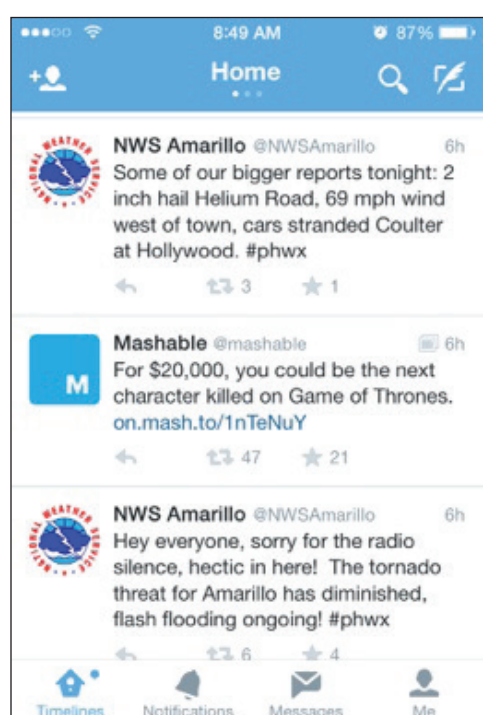 8:49 AM 87%
Home
NWS Amarillo @NWSAmarillo 6h
Some of our bigger reports tonight: 2
inch hail Helium Road, 69 mph wind
west of town, cars stranded Coulter
at Hollywood. #phwx
3 1
Mashable @mashable 6h
M
For $20,000, you could be the next
character killed on Game of Thrones.
on.mash.to/1nTeNuY
47 21
NWS Amarillo @NWSAmarillo 6h
Hey everyone, sorry for the radio
silence, hectic in here! The tornado
threat for Amarillo has diminished,
flash flooding ongoing! #phwx
6 4
Timelines Notifications Messages Me